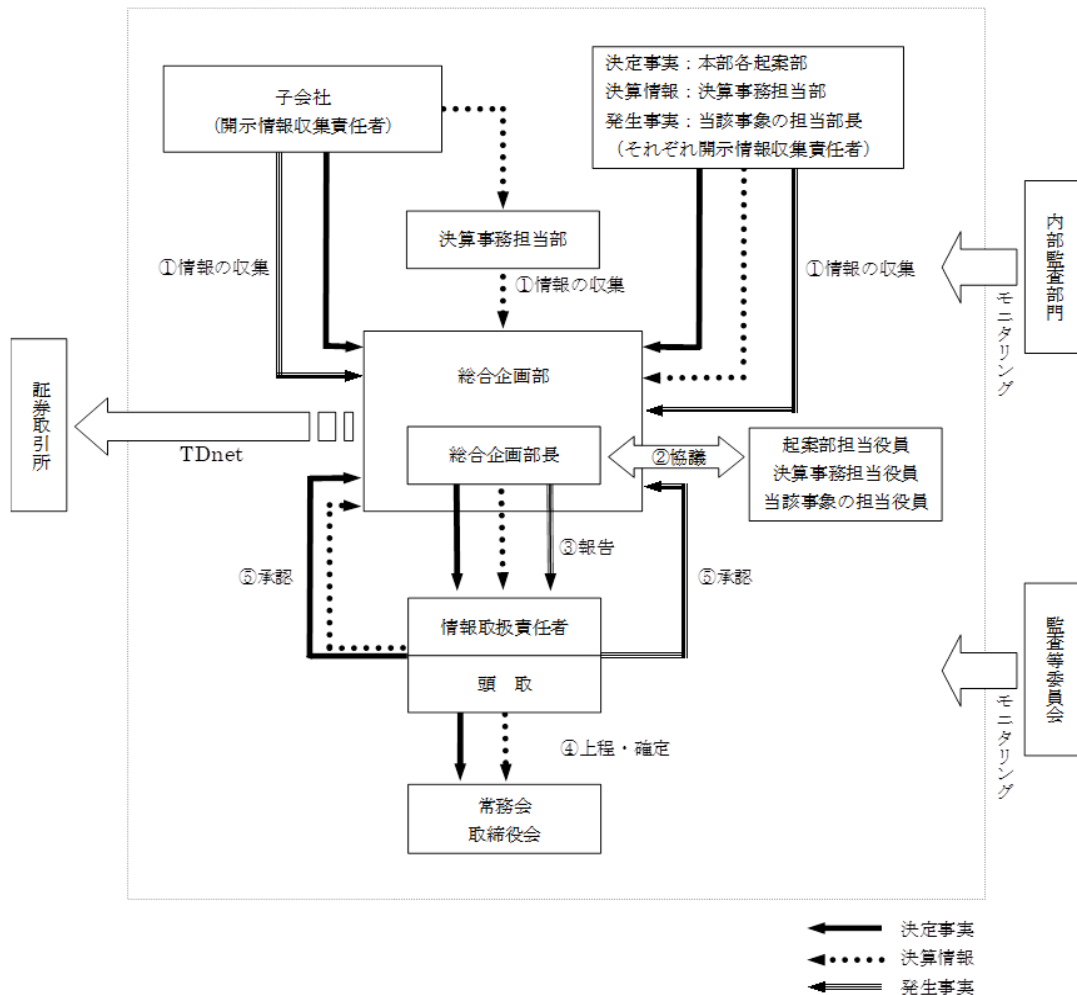 子会社
(開示情報収集責任者)
決定事実：本部各起案部
決算情報：決算事務担当部
発生事実：当該事象の担当部長
（それぞれ開示情報収集責任者）
決算事務担当部
①情報の収集
①情報の収集
①情報の収集
内部監査部門
モニタリング
総合企画部
証券取引所
TDnet
総合企画部長
②協議
起案部担当役員
決算事務担当役員
当該事象の担当役員
③報告
⑤承認
⑤承認
情報取扱責任者
頭　取
監査等委員会
モニタリング
④上程・確定
常務会
取締役会
決定事実
決算情報
発生事実